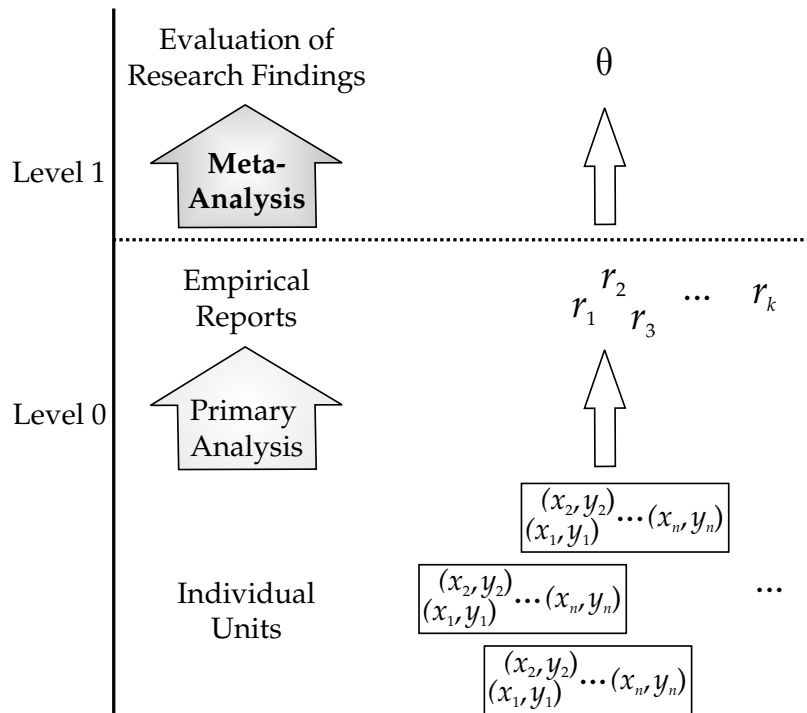 Evaluation of
Research Findings
θ
Level 1
Meta-
Analysis
Empirical
Reports
r₁ r₂ r₃ ... rₖ
Level 0
Primary
Analysis
(x₂,y₂)
(x₁,y₁) ...(xₙ,yₙ)
Individual
Units
(x₂,y₂)
(x₁,y₁) ...(xₙ,yₙ)
...
(x₂,y₂)
(x₁,y₁) ...(xₙ,yₙ)